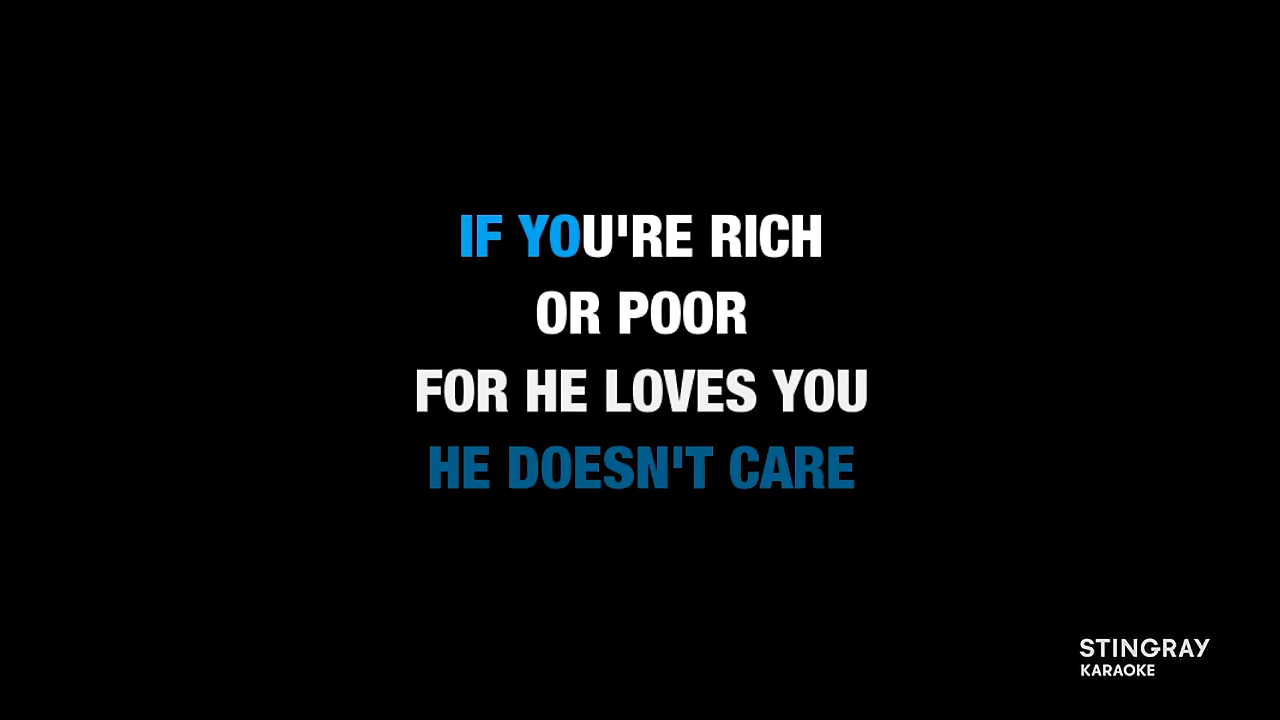 IF YOU'RE RICH
OR POOR
FOR HE LOVES YOU
HE DOESN'T CARE
STINGRAY
KARAOKE